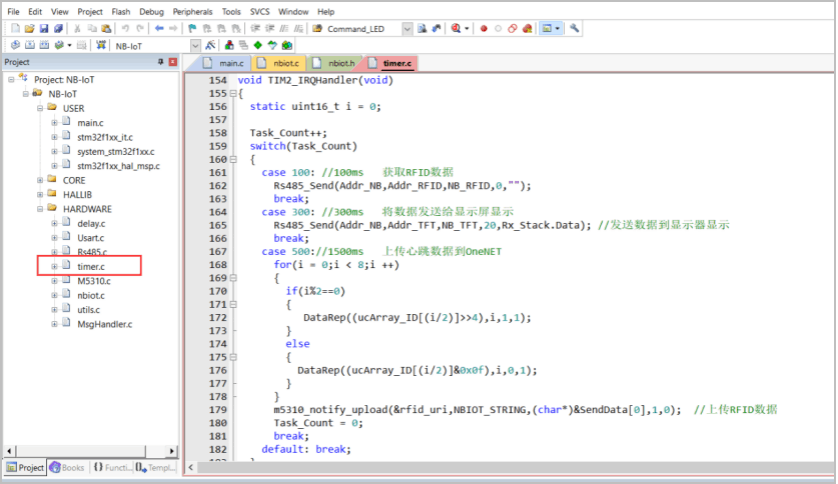 File Edit View Project Flash Debug Peripherals Tools SVCS Window Help
Command_LED
NB-IoT
Project
main.c nbiot.c nbiot.h timer.c
Project: NB-IoT
NB-IoT
USER
main.c
stm32f1xx_it.c
system_stm32f1xx.c
stm32f1xx_hal_msp.c
CORE
HALLIB
HARDWARE
delay.c
Usart.c
Rs485.c
timer.c
M5310.c
nbiot.c
utils.c
MsgHandler.c
Project Books {} Functi... Templ...
154 void TIM2_IRQHandler(void)
155 {
156 static uint16_t i = 0;
157
158 Task_Count++;
159 switch(Task_Count)
160 {
161 case 100: //100ms 获取RFID数据
162 Rs485_Send(Addr_NB,Addr_RFID,NB_RFID,0,"");
163 break;
164 case 300: //300ms 将数据发送给显示屏显示
165 Rs485_Send(Addr_NB,Addr_TFT,NB_TFT,20,Rx_Stack.Data); //发送数据到显示器显示
166 break;
167 case 500://1500ms 上传心跳数据到OneNET
168 for(i = 0;i < 8;i ++)
169 {
170 if(i%2==0)
171 {
172 DataRep((ucArray_ID[(i/2)]>>4),i,1,1);
173 }
174 else
175 {
176 DataRep((ucArray_ID[(i/2)]&0x0f),i,0,1);
177 }
178 }
179 m5310_notify_upload(&rfid_uri,NBIOT_STRING,(char*)&SendData[0],1,0); //上传RFID数据
180 Task_Count = 0;
181 break;
182 default: break;